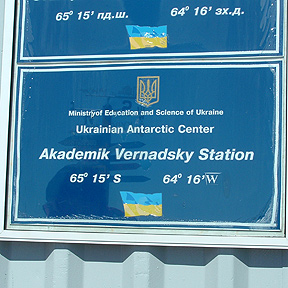 65° 15' пд.ш. 64° 16' зх.д.
Ministry of Education and Science of Ukraine
Ukrainian Antarctic Center
Akademik Vernadsky Station
65° 15' S 64° 16' W